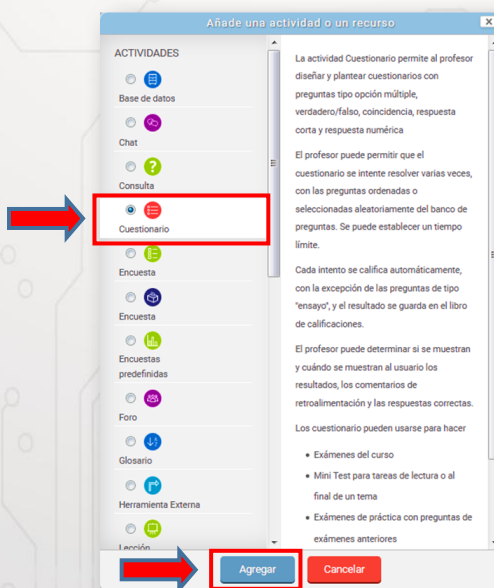 Añade una actividad o un recurso
ACTIVIDADES
Base de datos
Chat
Consulta
Cuestionario
Encuesta
Encuesta
Encuestas
predefinidas
Foro
Glosario
Herramienta Externa
Lección
La actividad Cuestionario permite al profesor
diseñar y plantear cuestionarios con
preguntas tipo opción múltiple,
verdadero/falso, coincidencia, respuesta
corta y respuesta numérica
El profesor puede permitir que el
cuestionario se intente resolver varias veces,
con las preguntas ordenadas o
seleccionadas aleatoriamente del banco de
preguntas. Se puede establecer un tiempo
límite.
Cada intento se califica automáticamente,
con la excepción de las preguntas de tipo
"ensayo", y el resultado se guarda en el libro
de calificaciones.
El profesor puede determinar si se muestran
y cuándo se muestran al usuario los
resultados, los comentarios de
retroalimentación y las respuestas correctas.
Los cuestionario pueden usarse para hacer
• Exámenes del curso
• Mini Test para tareas de lectura o al
final de un tema
• Exámenes de práctica con preguntas de
exámenes anteriores
Agregar
Cancelar